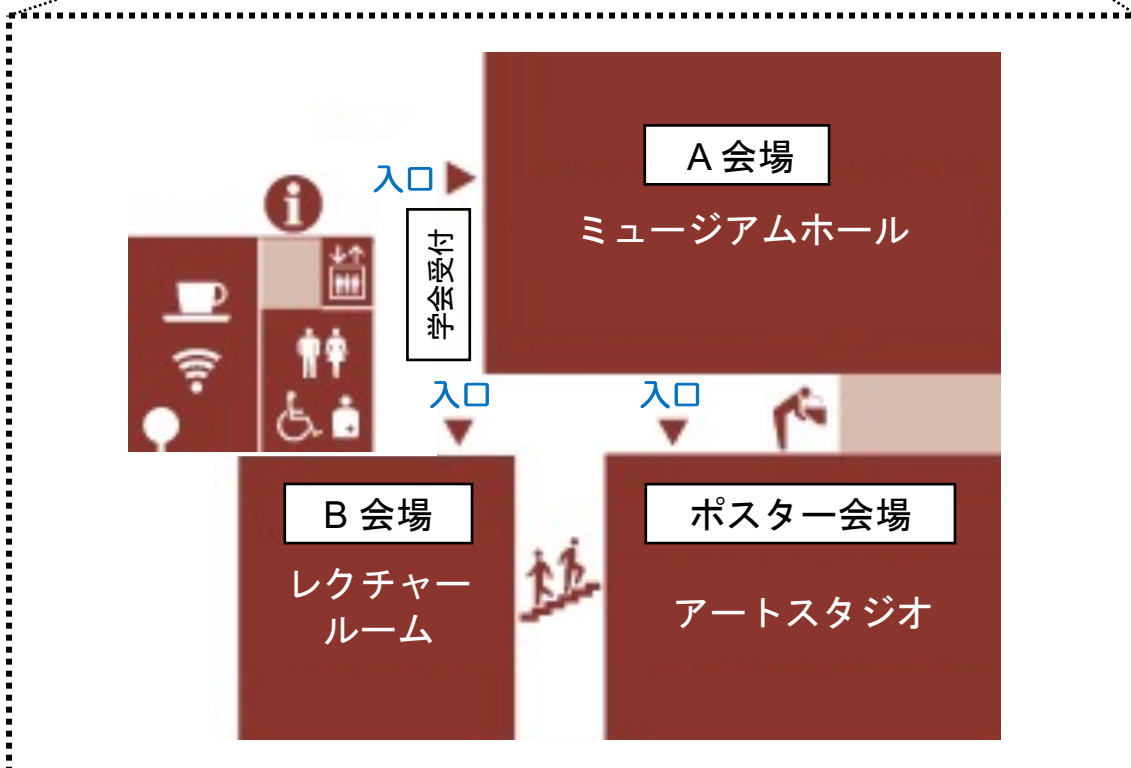 A 会場
ミュージアムホール
入口
学会受付
入口
入口
B 会場
レクチャー
ルーム
ポスター会場
アートスタジオ